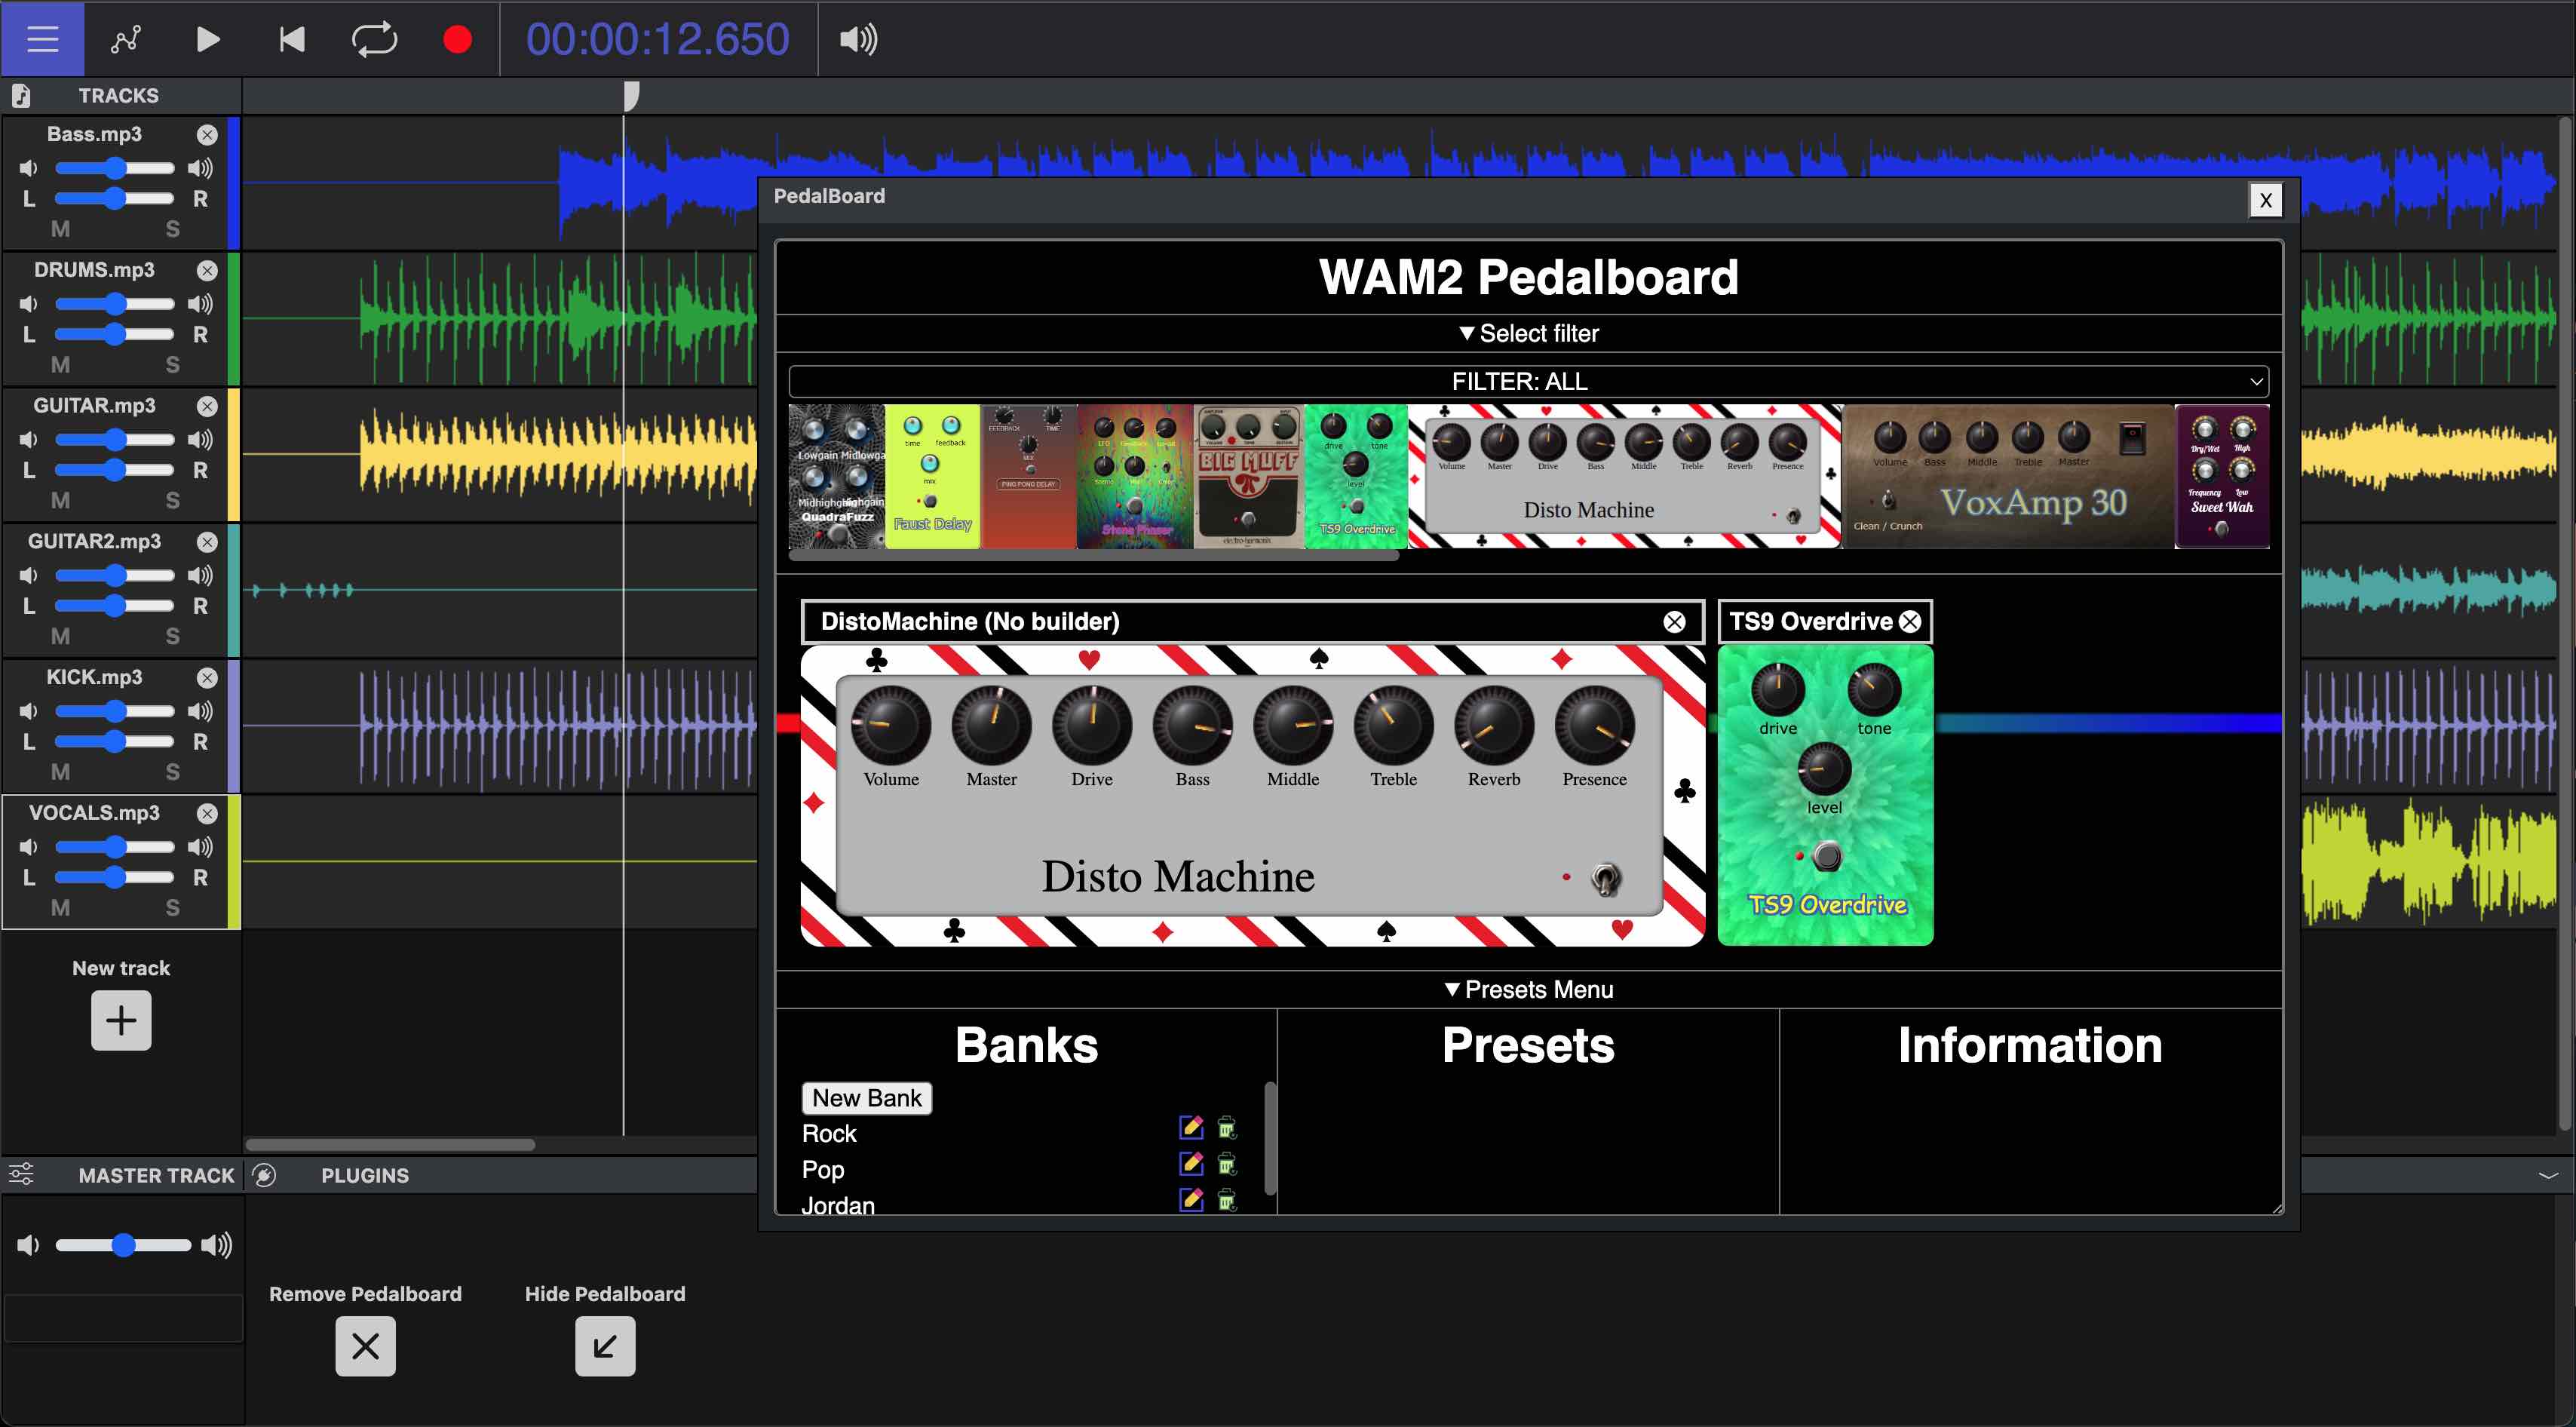 00:00:12.650
TRACKS
Bass.mp3
L R
M S
DRUMS.mp3
L R
M S
GUITAR.mp3
L R
M S
GUITAR2.mp3
L R
M S
KICK.mp3
L R
M S
VOCALS.mp3
L R
M S
New track
MASTER TRACK
PLUGINS
Remove Pedalboard
Hide Pedalboard
PedalBoard
X
WAM2 Pedalboard
▼ Select filter
FILTER: ALL
Lowgain Midlowga
Midhighgain Highgain
QuadraFuzz
time feedback
mix
Faust Delay
FEEDBACK TIME
MIX
PING PONG DELAY
Stone Phaser
VOLUME TONE
BIG MUFF
π
electro-harmonix
drive tone
level
TS9 Overdrive
Volume Master Drive Bass Middle Treble Reverb Presence
Disto Machine
Volume Bass Middle Treble Master
Clean / Crunch
VoxAmp 30
Dry/Wet High
Frequency Low
Sweet Wah
DistoMachine (No builder)
Volume Master Drive Bass Middle Treble Reverb Presence
Disto Machine
TS9 Overdrive
drive tone
level
TS9 Overdrive
▼ Presets Menu
Banks
New Bank
Rock
Pop
Jordan
Presets
Information